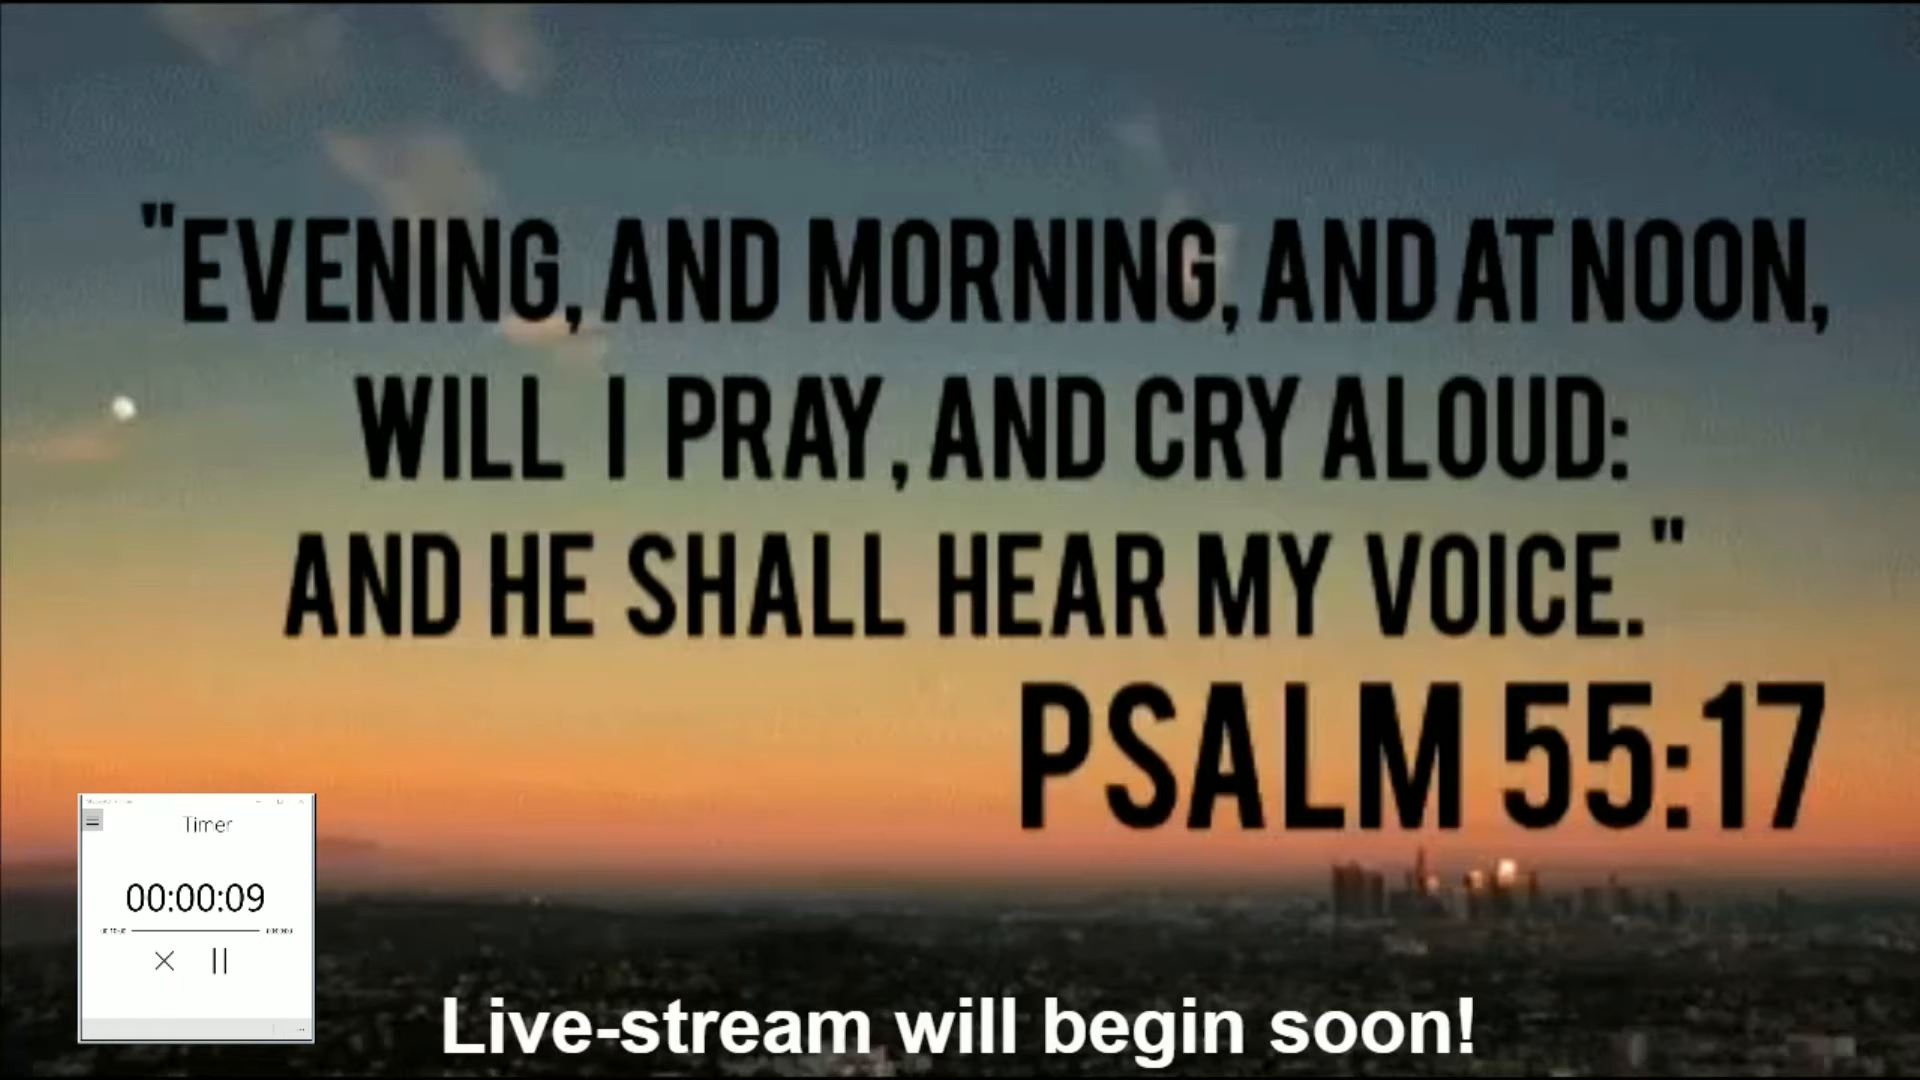 "EVENING, AND MORNING, AND AT NOON,
WILL I PRAY, AND CRY ALOUD:
AND HE SHALL HEAR MY VOICE."
PSALM 55:17
Timer
00:00:09
Live-stream will begin soon!